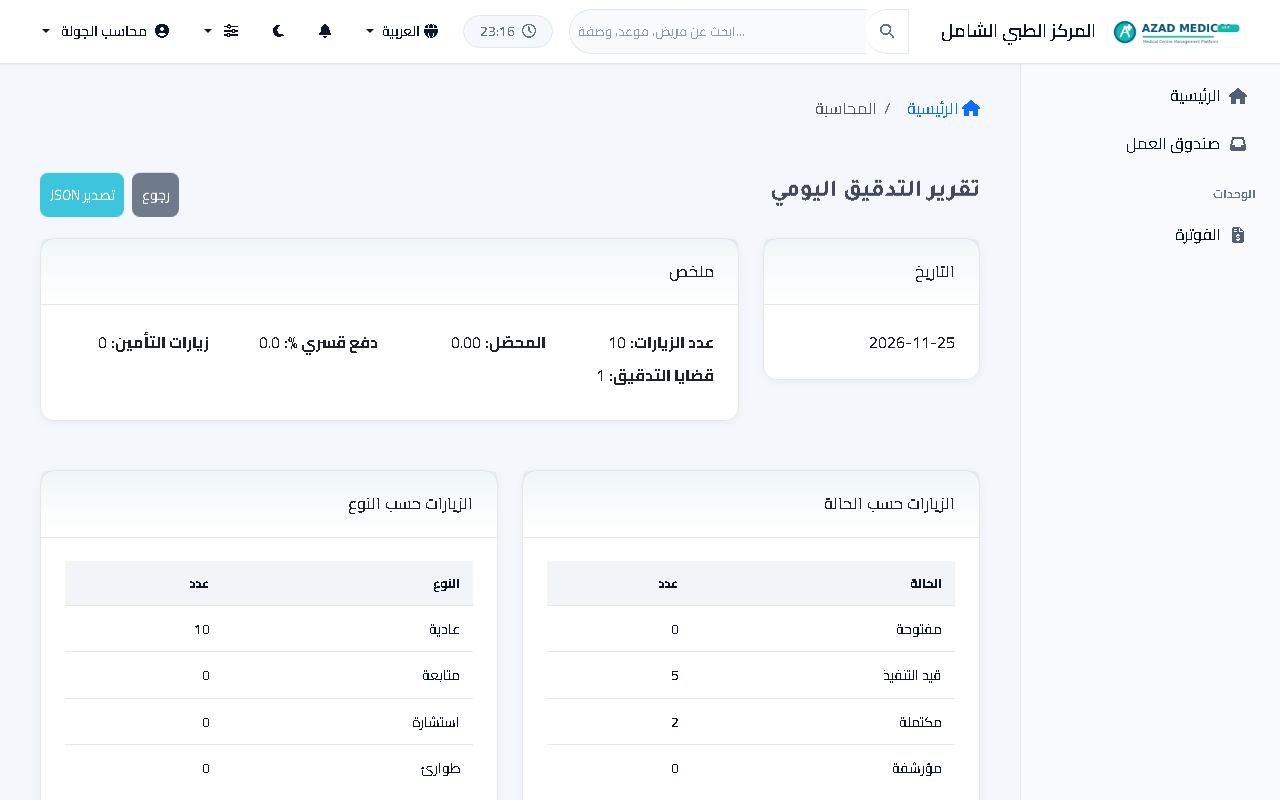 AZAD MEDIC
Medical Centre Management Platform
المركز الطبي الشامل
ابحث عن مريض، موعد، وصفة...
23:16
العربية
محاسب الجولة
الرئيسية
صندوق العمل
الوحدات
الفوترة
الرئيسية / المحاسبة
تقرير التدقيق اليومي
رجوع
تصدير JSON
التاريخ
2026-11-25
ملخص
عدد الزيارات: 10 المحصّل: 0.00 دفع قسري %: 0.0 زيارات التأمين: 0
قضايا التدقيق: 1
الزيارات حسب الحالة
الحالة عدد
مفتوحة 0
قيد التنفيذ 5
مكتملة 2
مؤرشفة 0
الزيارات حسب النوع
النوع عدد
عادية 10
متابعة 0
استشارة 0
طوارئ 0